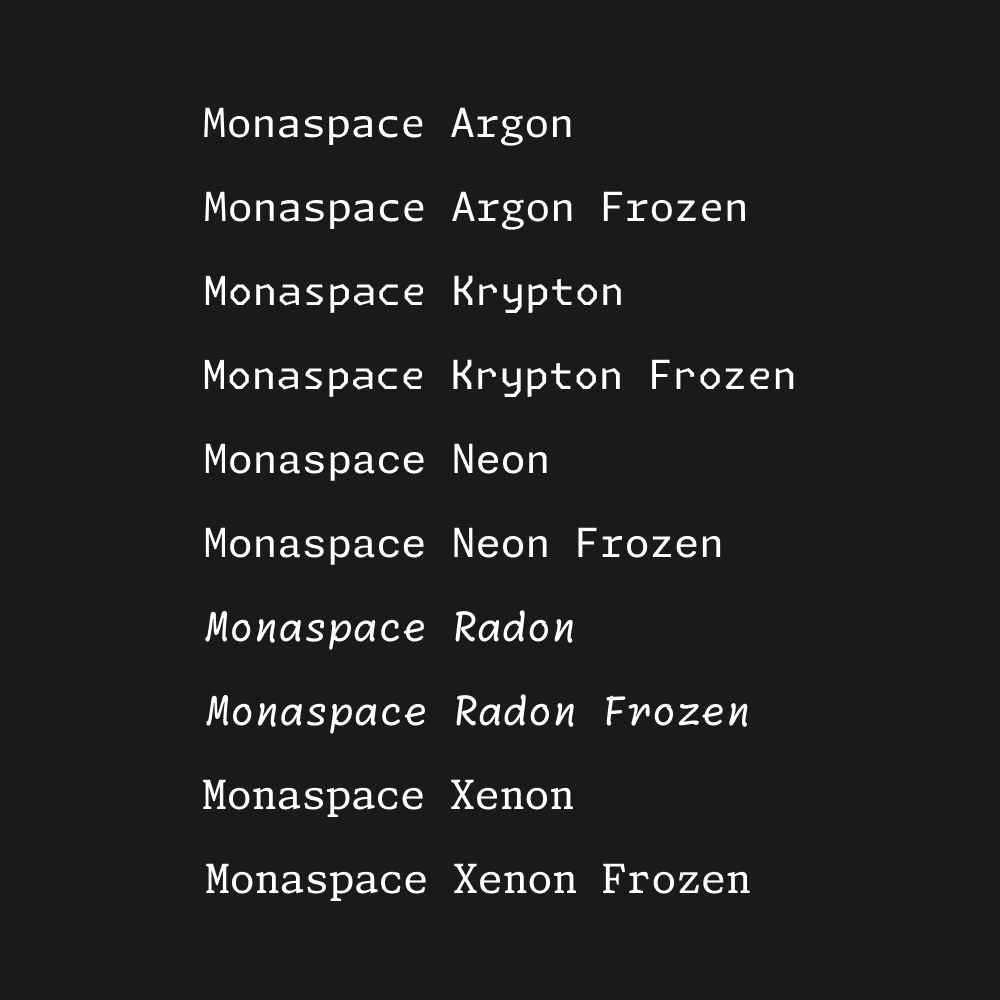 Monaspace Argon
Monaspace Argon Frozen
Monaspace Krypton
Monaspace Krypton Frozen
Monaspace Neon
Monaspace Neon Frozen
Monaspace Radon
Monaspace Radon Frozen
Monaspace Xenon
Monaspace Xenon Frozen